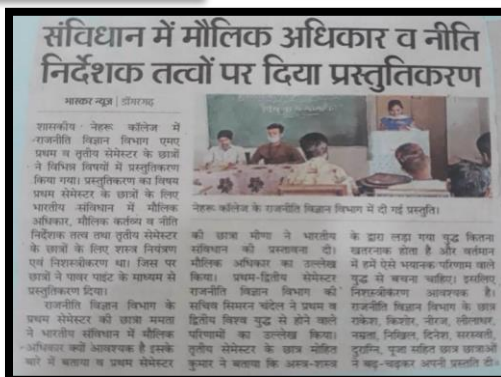 संविधान में मौलिक अधिकार व नीति
निर्देशक तत्वों पर दिया प्रस्तुतिकरण
भास्कर न्यूज | डोंगरगढ़
शासकीय नेहरू कॉलेज में
राजनीति विज्ञान विभाग एमए
प्रथम व तृतीय सेमेस्टर के छात्रों
ने विभिन्न विषयों में प्रस्तुतिकरण
किया गया। प्रस्तुतिकरण का विषय
प्रथम सेमेस्टर के छात्रों के लिए
भारतीय संविधान में मौलिक
अधिकार, मौलिक कर्तव्य व नीति
निर्देशक तत्व तथा तृतीय सेमेस्टर
के छात्रों के लिए शस्त्र नियंत्रण
एवं निशस्त्रीकरण था। जिस पर
छात्रों ने पावर पाइंट के माध्यम से
प्रस्तुतिकरण दिया।
राजनीति विज्ञान विभाग के
प्रथम सेमेस्टर की छात्रा ममता
ने भारतीय संविधान में मौलिक
अधिकार क्यों आवश्यक है इसके
बारे में बताया व प्रथम सेमेस्टर
नेहरू कॉलेज के राजनीति विज्ञान विभाग में दी गई प्रस्तुति।
की छात्रा मीणा ने भारतीय
संविधान की प्रस्तावना दी।
मौलिक अधिकार का उल्लेख
किया। प्रथम-द्वितीय सेमेस्टर
राजनीति विज्ञान विभाग की
सचिव सिमरन चंदेल ने प्रथम व
द्वितीय विश्व युद्ध से होने वाले
परिणामों का उल्लेख किया।
तृतीय सेमेस्टर के छात्र मोहित
कुमार ने बताया कि अस्त्र-शस्त्र
के द्वारा लड़ा गया युद्ध कितना
खतरनाक होता है और वर्तमान
में हमें ऐसे भयानक परिणाम वाले
युद्ध से बचना चाहिए। इसलिए
निशस्त्रीकरण आवश्यक है।
राजनीति विज्ञान विभाग के छात्र
राकेश, किशोर, नीरज, लीलाधर,
नम्रता, निखिल, दिनेश, सरस्वती,
पूजा सहित छात्र छात्राओं
ने बढ़-चढ़कर अपनी प्रस्तुति दी